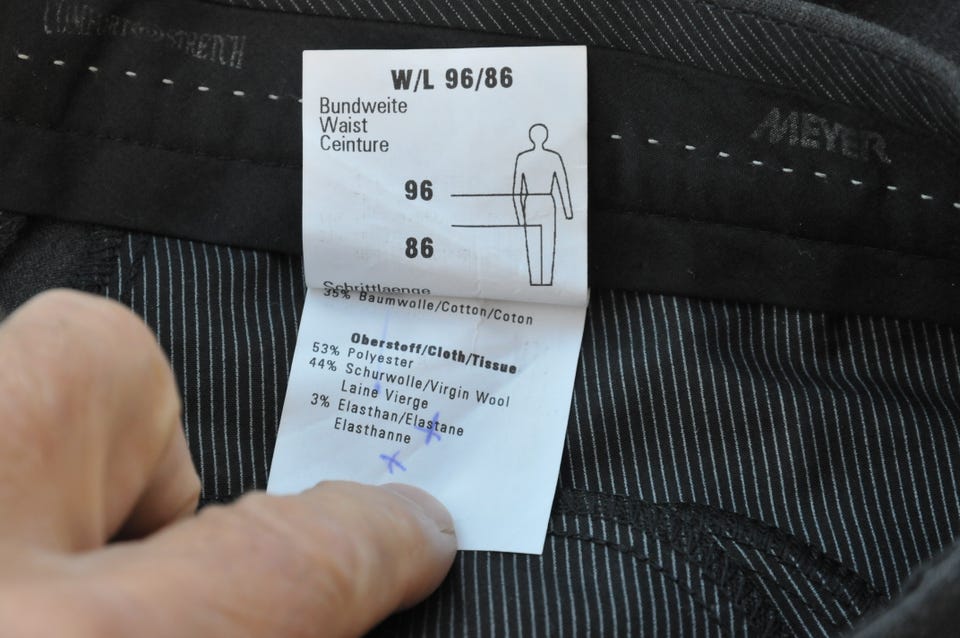 W/L 96/86
Bundweite
Waist
Ceinture
96
86
Schrittlaenge
35% Baumwolle/Cotton/Coton
Oberstoff/Cloth/Tissue
53% Polyester
44% Schurwolle/Virgin Wool
Laine Vierge
3% Elasthan/Elastane
Elasthanne
MEYER